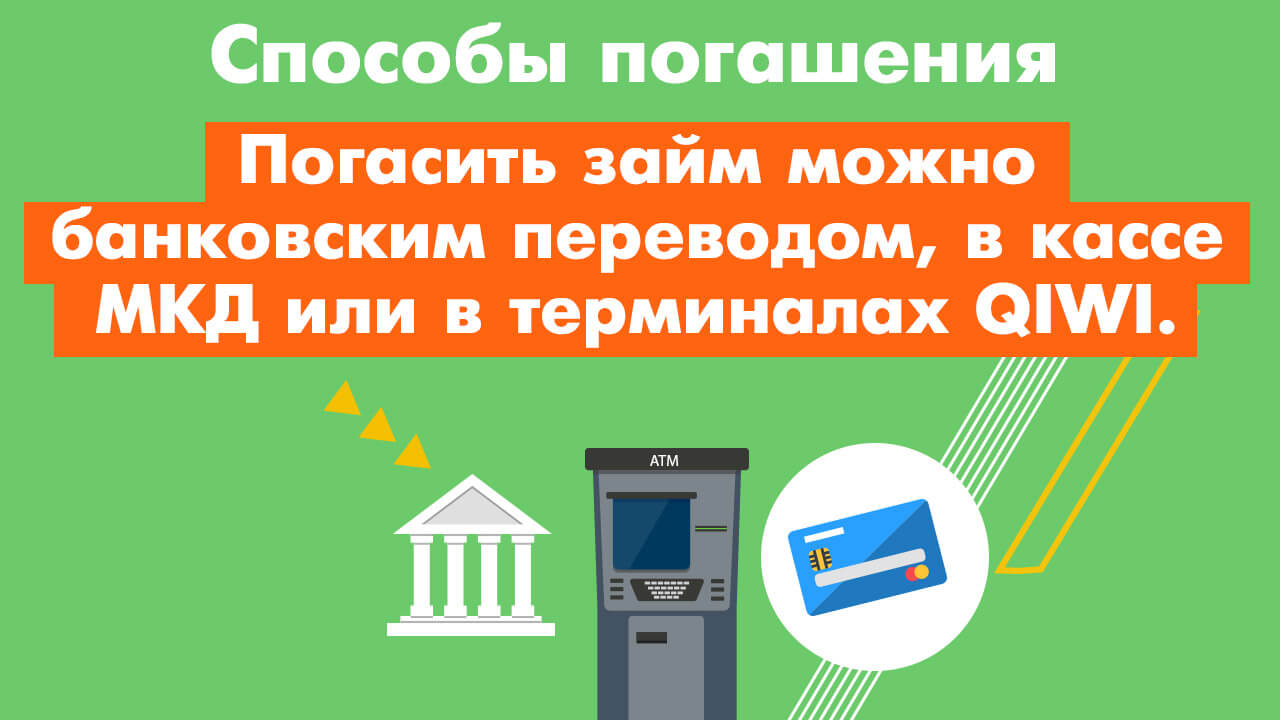 Способы погашения
Погасить займ можно
банковским переводом, в кассе
МКД или в терминалах QIWI.
ATM